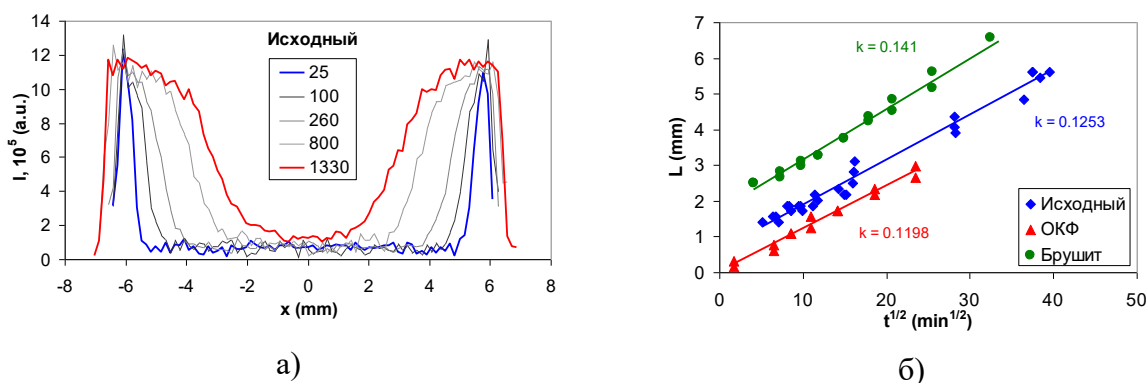 I, 10⁵ (a.u.)
14
12
10
8
6
4
2
0
-8 -6 -4 -2 0 2 4 6 8
x (mm)
Исходный
25
100
260
800
1330
а)
L (mm)
7
6
5
4
3
2
1
0
0 10 20 30 40 50
t^1/2 (min^1/2)
k = 0.141
k = 0.1253
k = 0.1198
Исходный
ОКФ
Брушит
б)